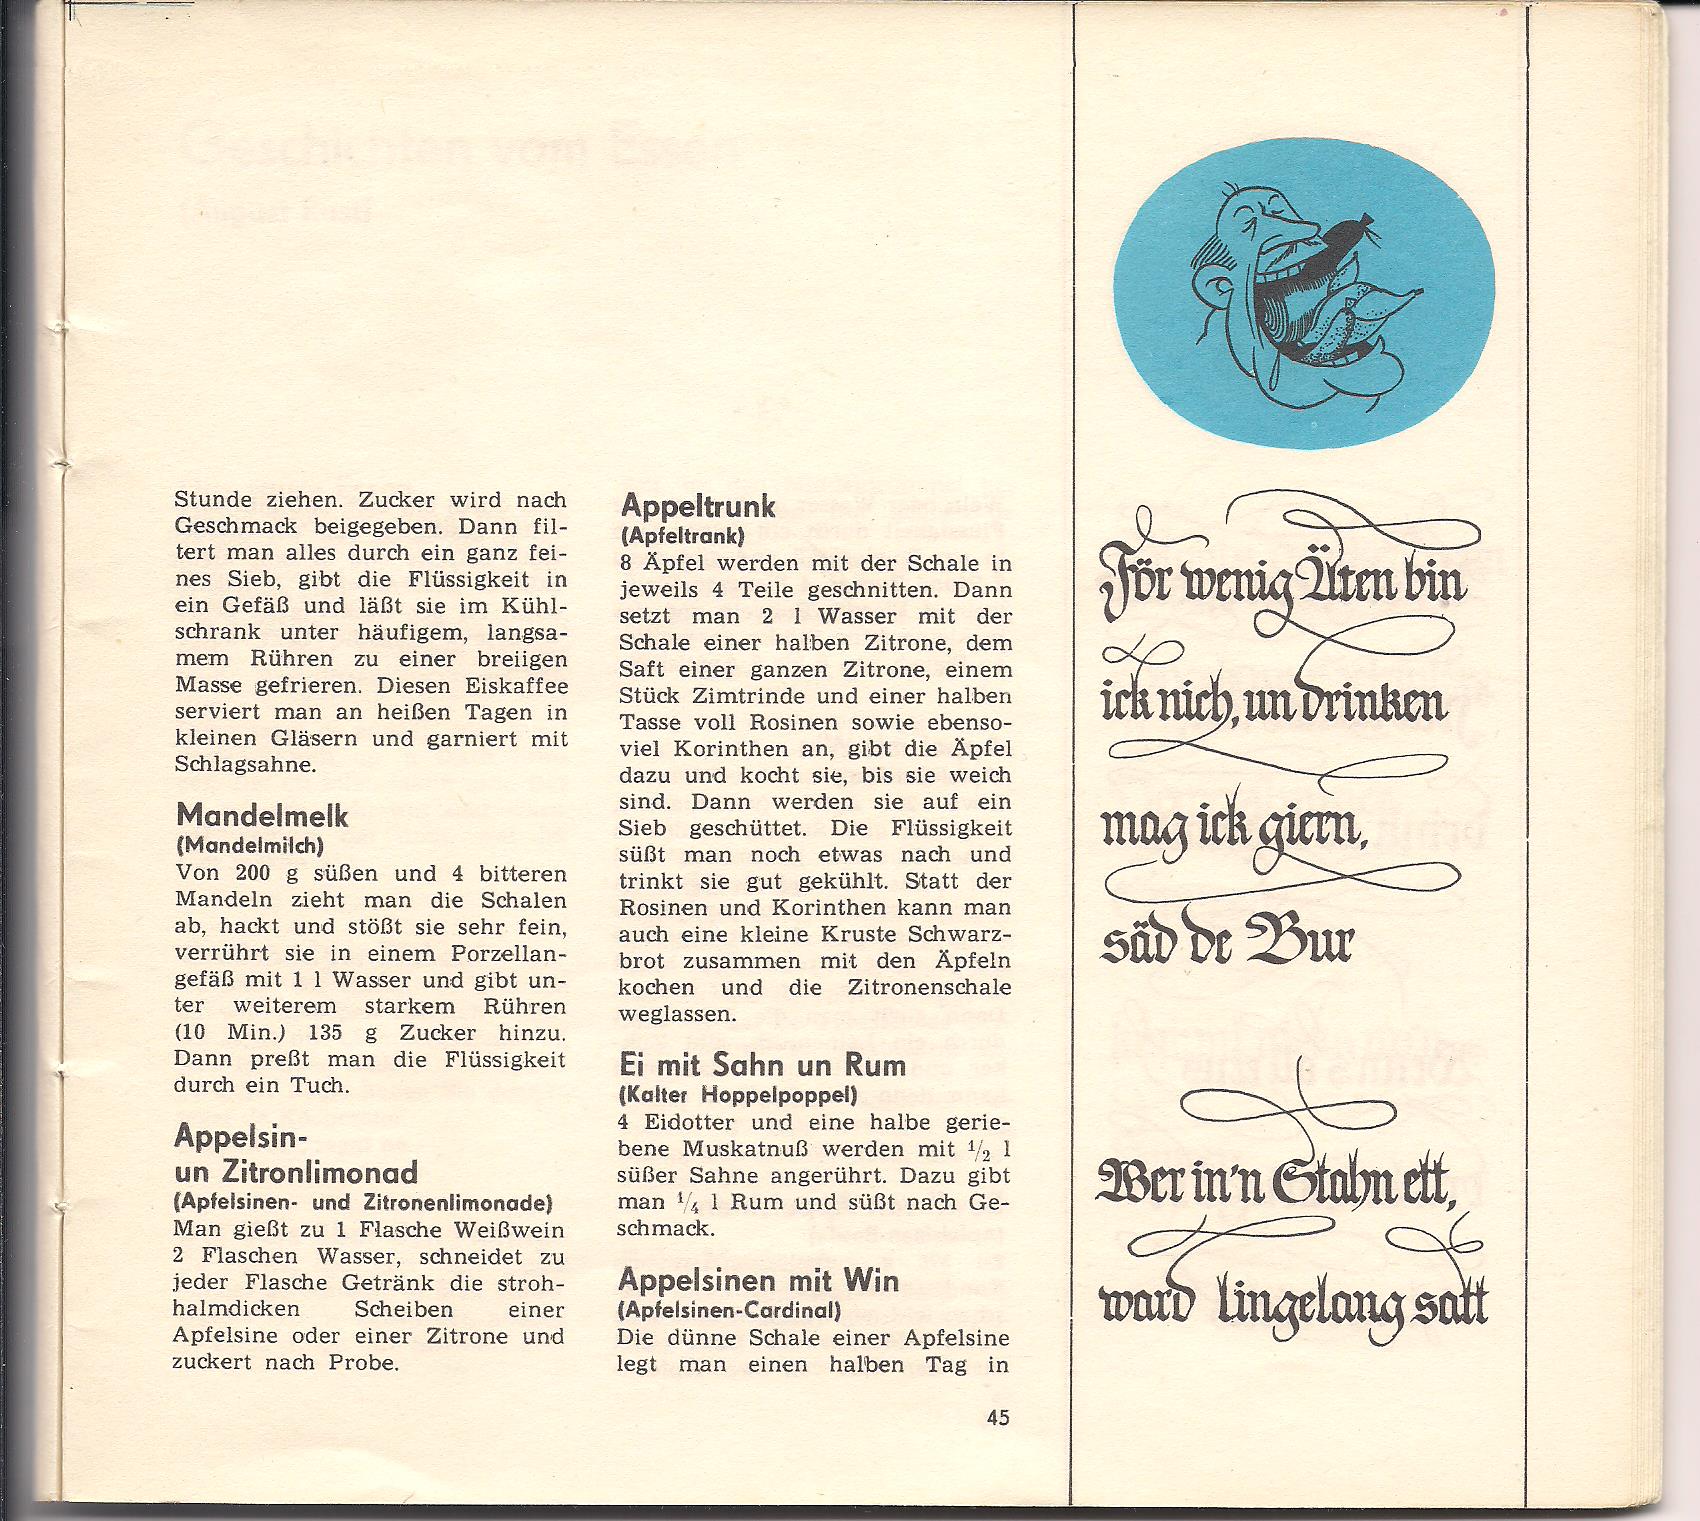 Stunde ziehen. Zucker wird nach
Geschmack beigegeben. Dann fil-
tert man alles durch ein ganz fei-
nes Sieb, gibt die Flüssigkeit in
ein Gefäß und läßt sie im Kühl-
schrank unter häufigem, langsa-
mem Rühren zu einer breiigen
Masse gefrieren. Diesen Eiskaffee
serviert man an heißen Tagen in
kleinen Gläsern und garniert mit
Schlagsahne.
Mandelmelk
(Mandelmilch)
Von 200 g süßen und 4 bitteren
Mandeln zieht man die Schalen
ab, hackt und stößt sie sehr fein,
verrührt sie in einem Porzellan-
gefäß mit 1 l Wasser und gibt un-
ter weiterem starkem Rühren
(10 Min.) 135 g Zucker hinzu.
Dann preßt man die Flüssigkeit
durch ein Tuch.
Appelsin-
un Zitronlimonad
(Apfelsinen- und Zitronenlimonade)
Man gießt zu 1 Flasche Weißwein
2 Flaschen Wasser, schneidet zu
jeder Flasche Getränk die stroh-
halmdicken Scheiben einer
Apfelsine oder einer Zitrone und
zuckert nach Probe.
Appeltrunk
(Apfeltrank)
8 Äpfel werden mit der Schale in
jeweils 4 Teile geschnitten. Dann
setzt man 2 l Wasser mit der
Schale einer halben Zitrone, dem
Saft einer ganzen Zitrone, einem
Stück Zimtrinde und einer halben
Tasse voll Rosinen sowie ebenso-
viel Korinthen an, gibt die Äpfel
dazu und kocht sie, bis sie weich
sind. Dann werden sie auf ein
Sieb geschüttet. Die Flüssigkeit
süßt man noch etwas nach und
trinkt sie gut gekühlt. Statt der
Rosinen und Korinthen kann man
auch eine kleine Kruste Schwarz-
brot zusammen mit den Äpfeln
kochen und die Zitronenschale
weglassen.
Ei mit Sahn un Rum
(Kalter Hoppelpoppel)
4 Eidotter und eine halbe gerie-
bene Muskatnuß werden mit 1/2 l
süßer Sahne angerührt. Dazu gibt
man 1/4 l Rum und süßt nach Ge-
schmack.
Appelsinen mit Win
(Apfelsinen-Cardinal)
Die dünne Schale einer Apfelsine
legt man einen halben Tag in
45
För wenig Äten bin
ick nich, un drinken
mag ick giern,
säd de Bur
Wer in'n Stahn ett,
ward lingelang satt